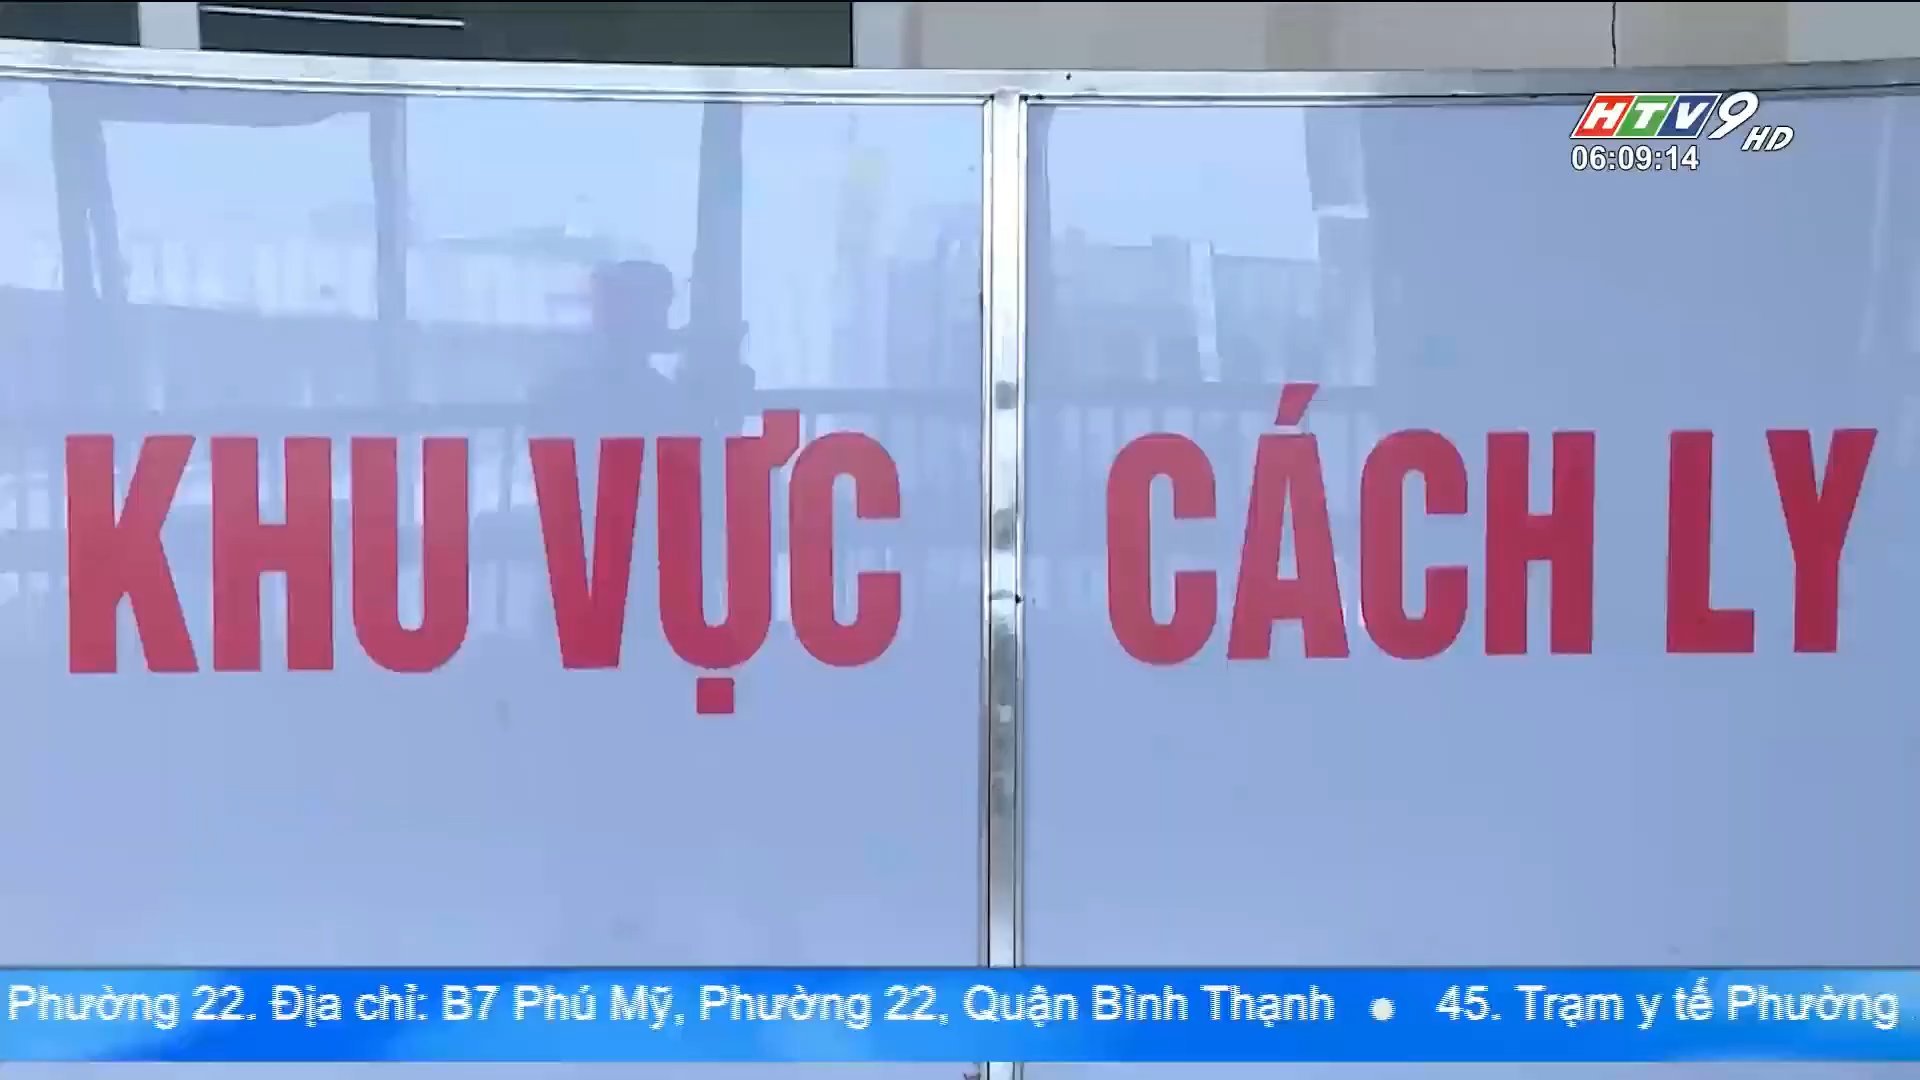 HTV9 HD
06:09:14
KHU VỰC CÁCH LY
Phường 22. Địa chỉ: B7 Phú Mỹ, Phường 22, Quận Bình Thạnh ● 45. Trạm y tế Phường